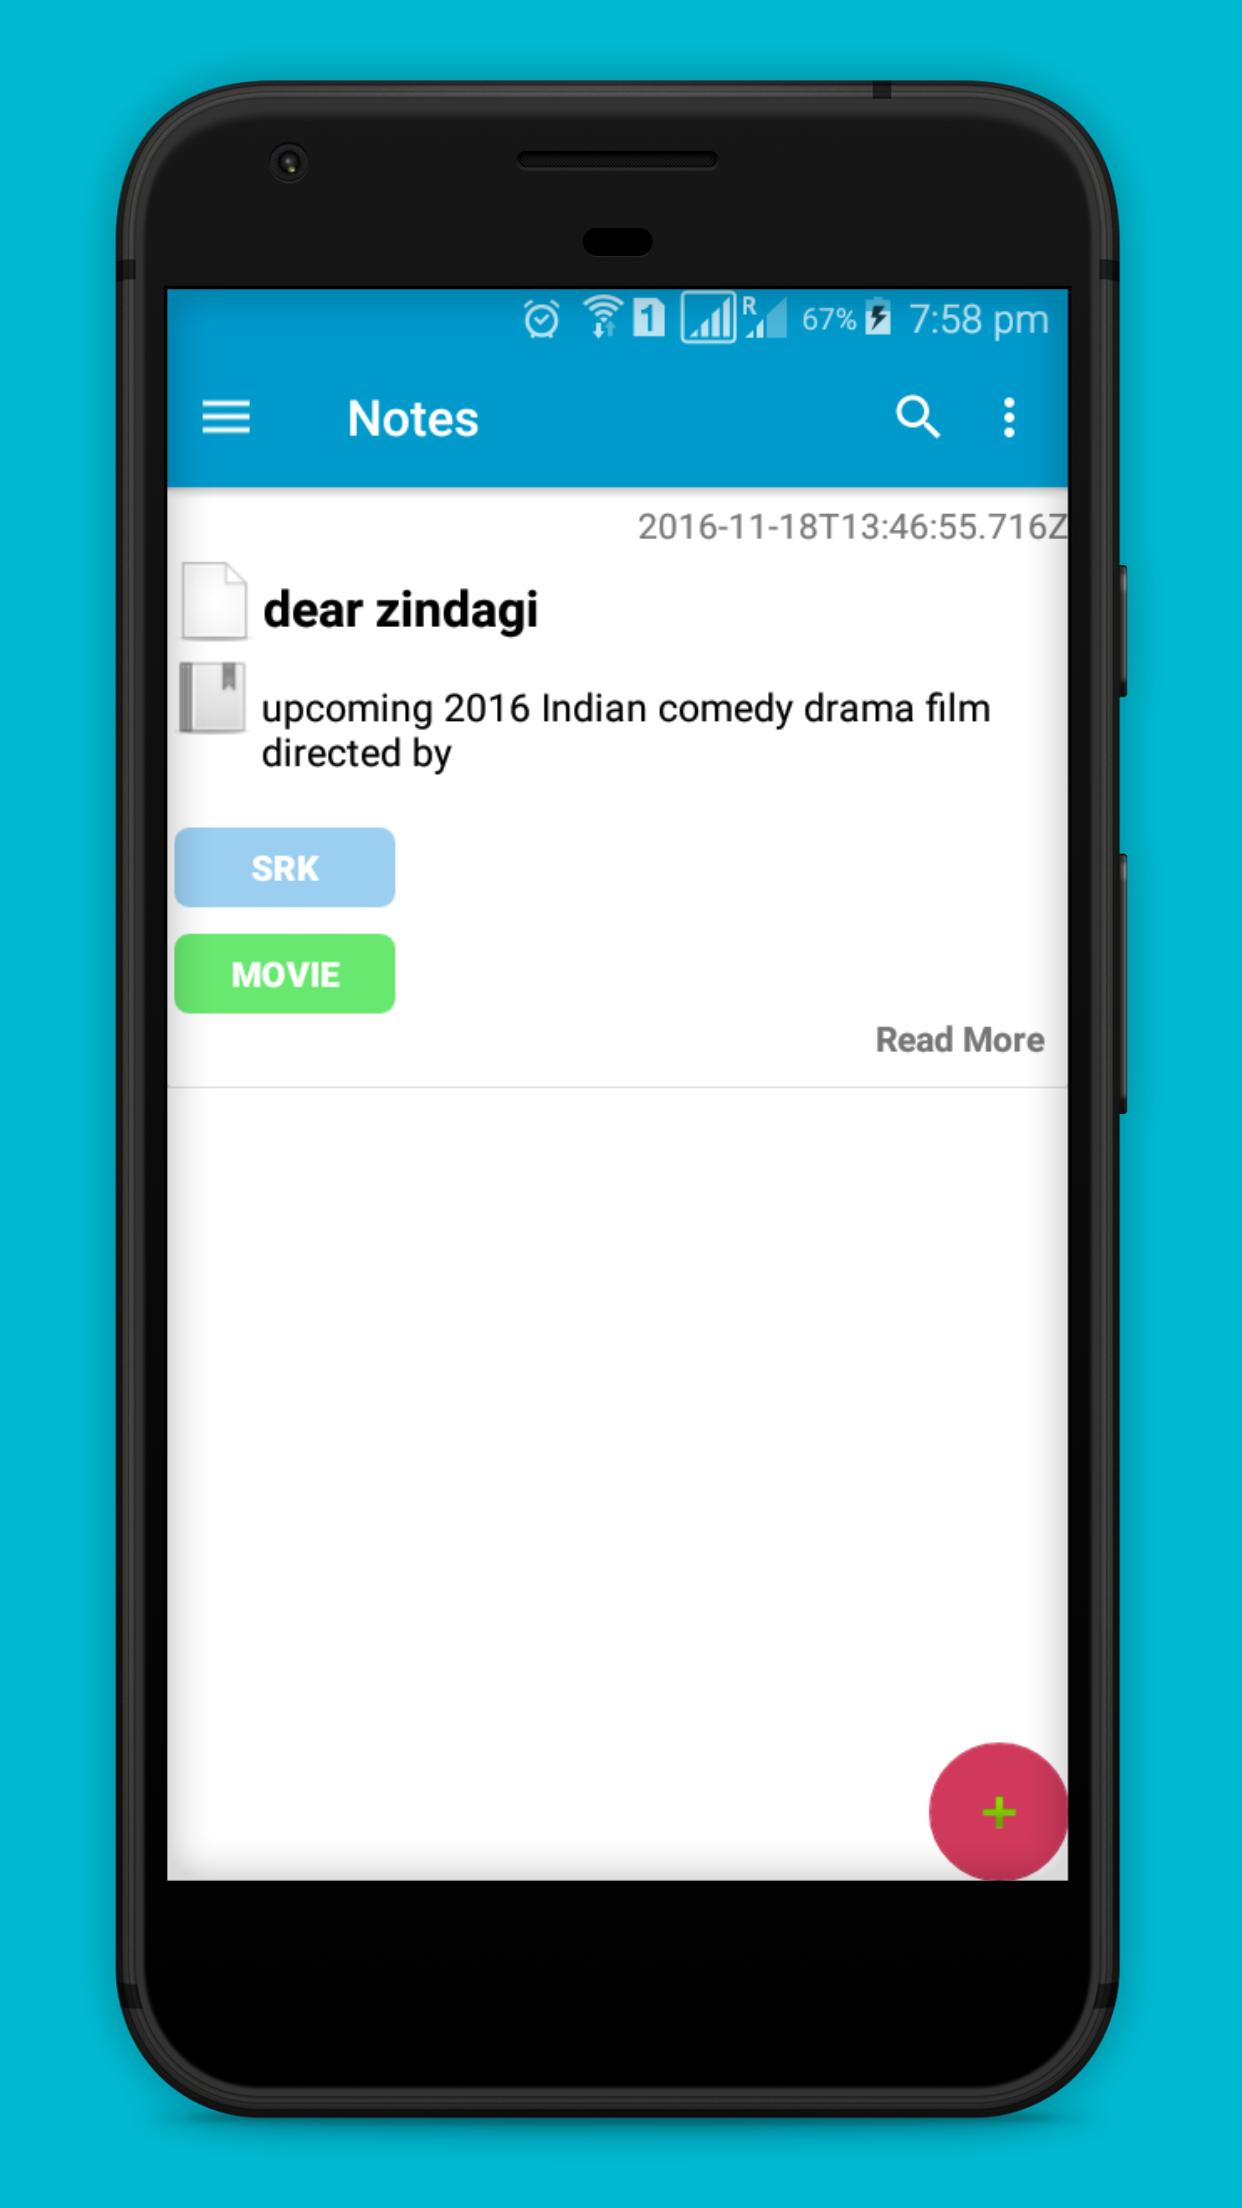 1 R 67% 7:58 pm
Notes
2016-11-18T13:46:55.716Z
dear zindagi
upcoming 2016 Indian comedy drama film
directed by
SRK
MOVIE
Read More